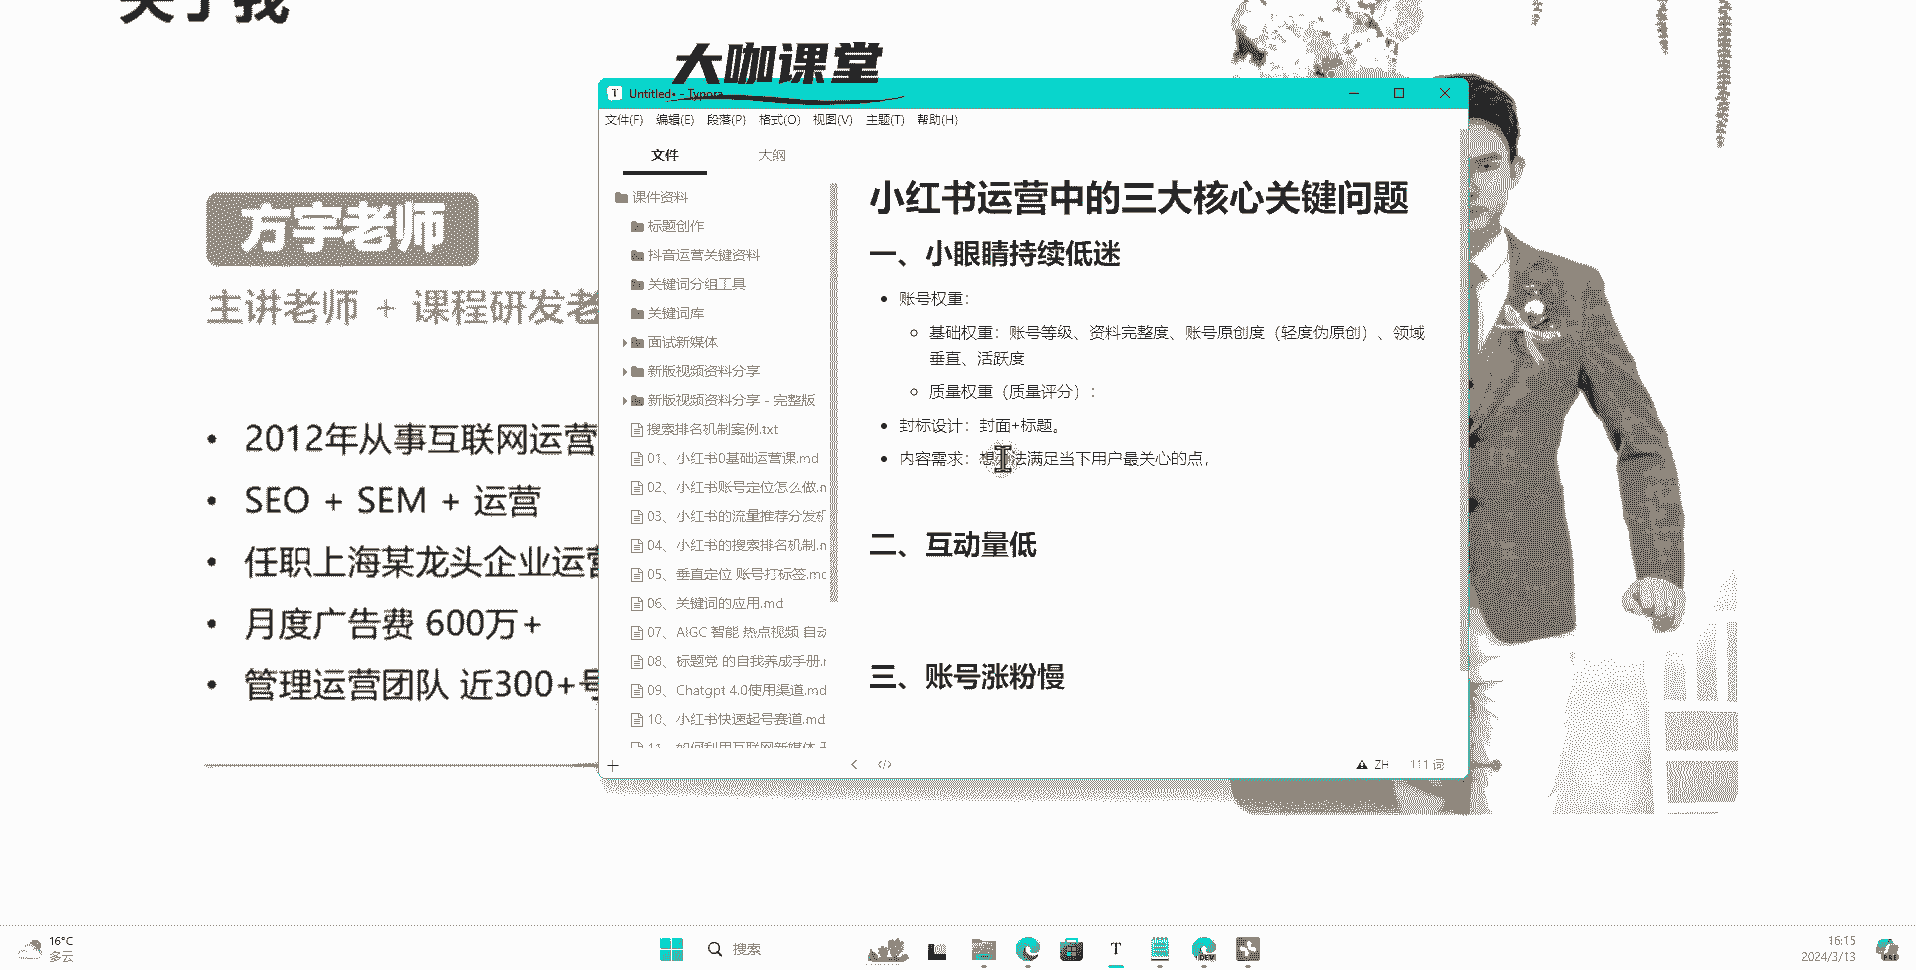 关于我
大咖课堂
方宇老师
主讲老师 + 课程研发老
• 2012年从事互联网运营
• SEO + SEM + 运营
• 任职上海某龙头企业运营
• 月度广告费 600万+
• 管理运营团队 近300+号
Untitled• - Typora
文件(F) 编辑(E) 段落(P) 格式(O) 视图(V) 主题(T) 帮助(H)
文件 大纲
课件资料
标题创作
抖音运营关键资料
关键词分组工具
关键词库
面试新媒体
新版视频资料分享
新版视频资料分享 - 完整版
搜索排名机制案例.txt
01、小红书0基础运营课.md
02、小红书账号定位怎么做.m
03、小红书的流量推荐分发机
04、小红书的搜索排名机制.m
05、垂直定位 账号打标签.md
06、关键词的应用.md
07、AIGC 智能 热点视频 自动
08、标题党 的自我养成手册.m
09、Chatgpt 4.0使用渠道.md
10、小红书快速起号赛道.md
11、如何利用互联网新媒体
小红书运营中的三大核心关键问题
一、小眼睛持续低迷
• 账号权重：
基础权重：账号等级、资料完整度、账号原创度（轻度伪原创）、领域
垂直、活跃度
质量权重（质量评分）：
• 封标设计：封面+标题。
• 内容需求：想办法满足当下用户最关心的点，
二、互动量低
三、账号涨粉慢
ZH 111 词
16°C
多云
搜索
DEV
16:15
2024/3/13
PRE